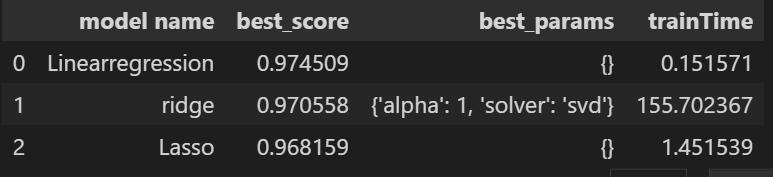 model name best_score best_params trainTime
0 Linearregression 0.974509 {} 0.151571
1 ridge 0.970558 {'alpha': 1, 'solver': 'svd'} 155.702367
2 Lasso 0.968159 {} 1.451539